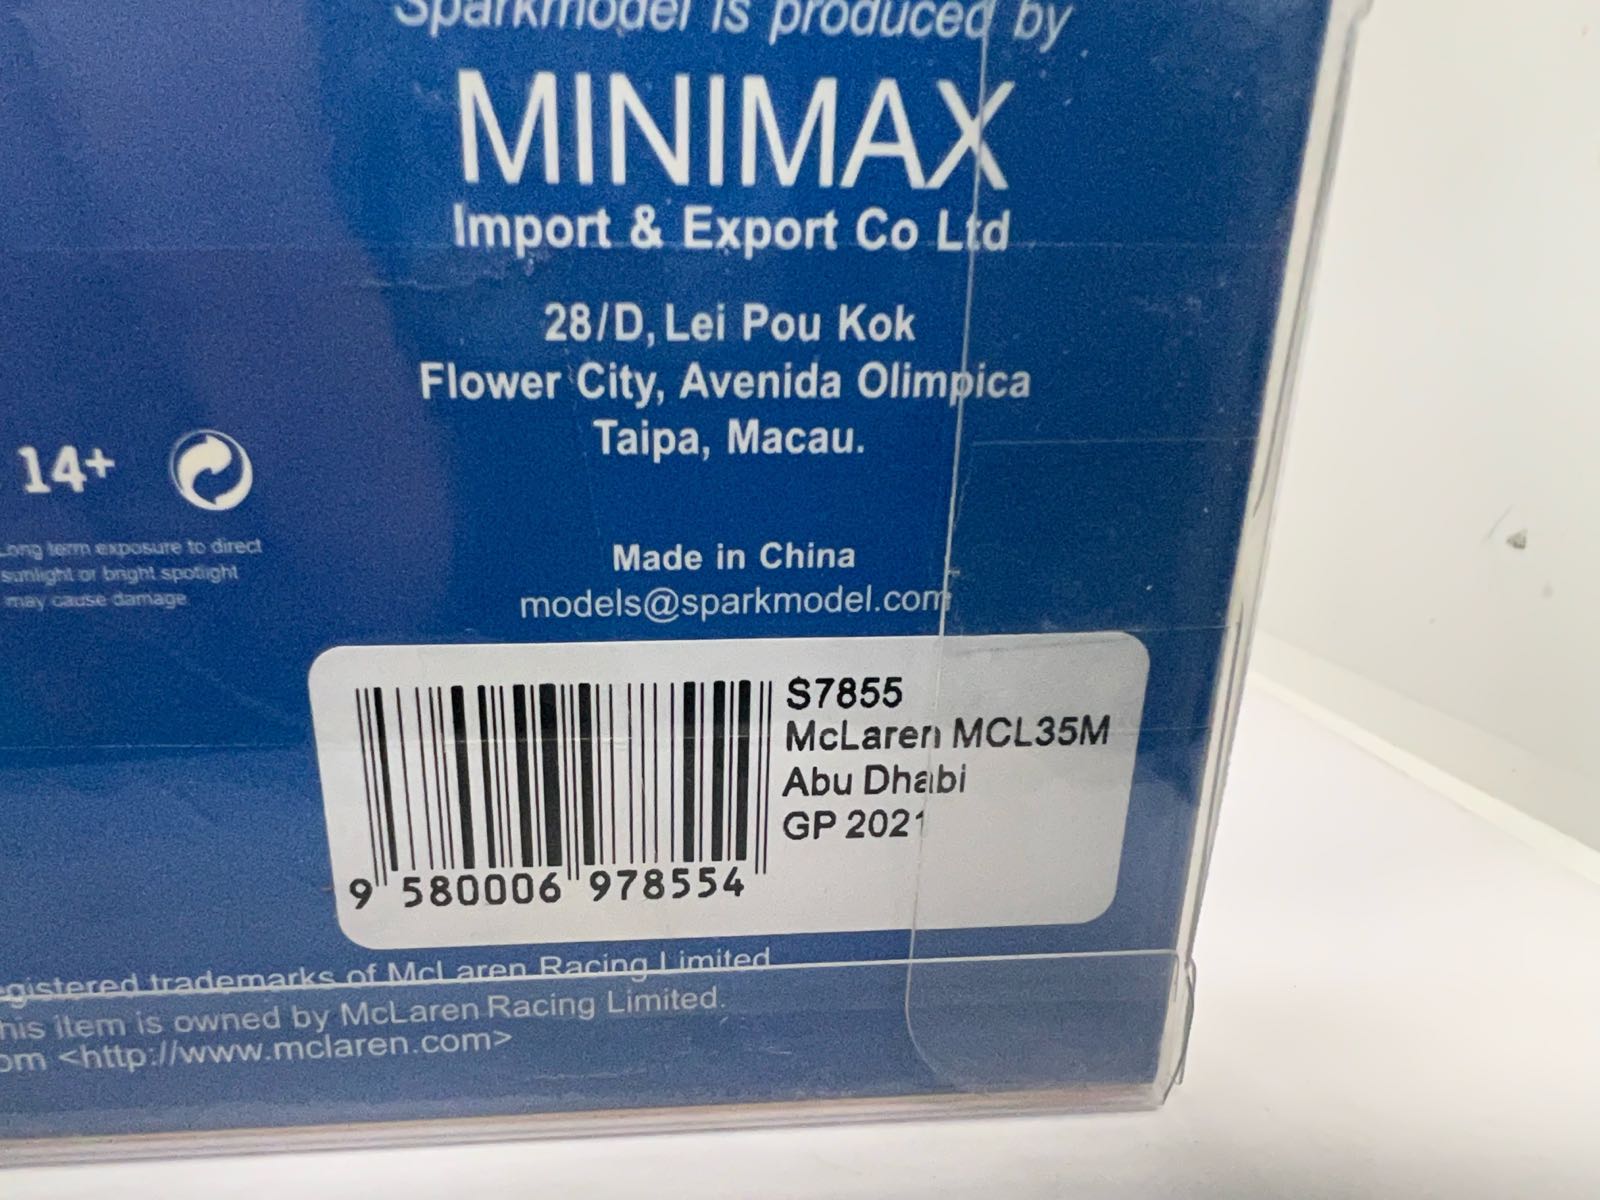 Sparkmodel is produced by
MINIMAX
Import & Export Co Ltd
28/D, Lei Pou Kok
Flower City, Avenida Olimpica
Taipa, Macau.
14+
Long term exposure to direct
sunlight or bright spotlight
may cause damage
Made in China
models@sparkmodel.com
S7855
McLaren MCL35M
Abu Dhabi
GP 2021
9 580006 978554
egistered trademarks of McLaren Racing Limited
his item is owned by McLaren Racing Limited.
om <http://www.mclaren.com>